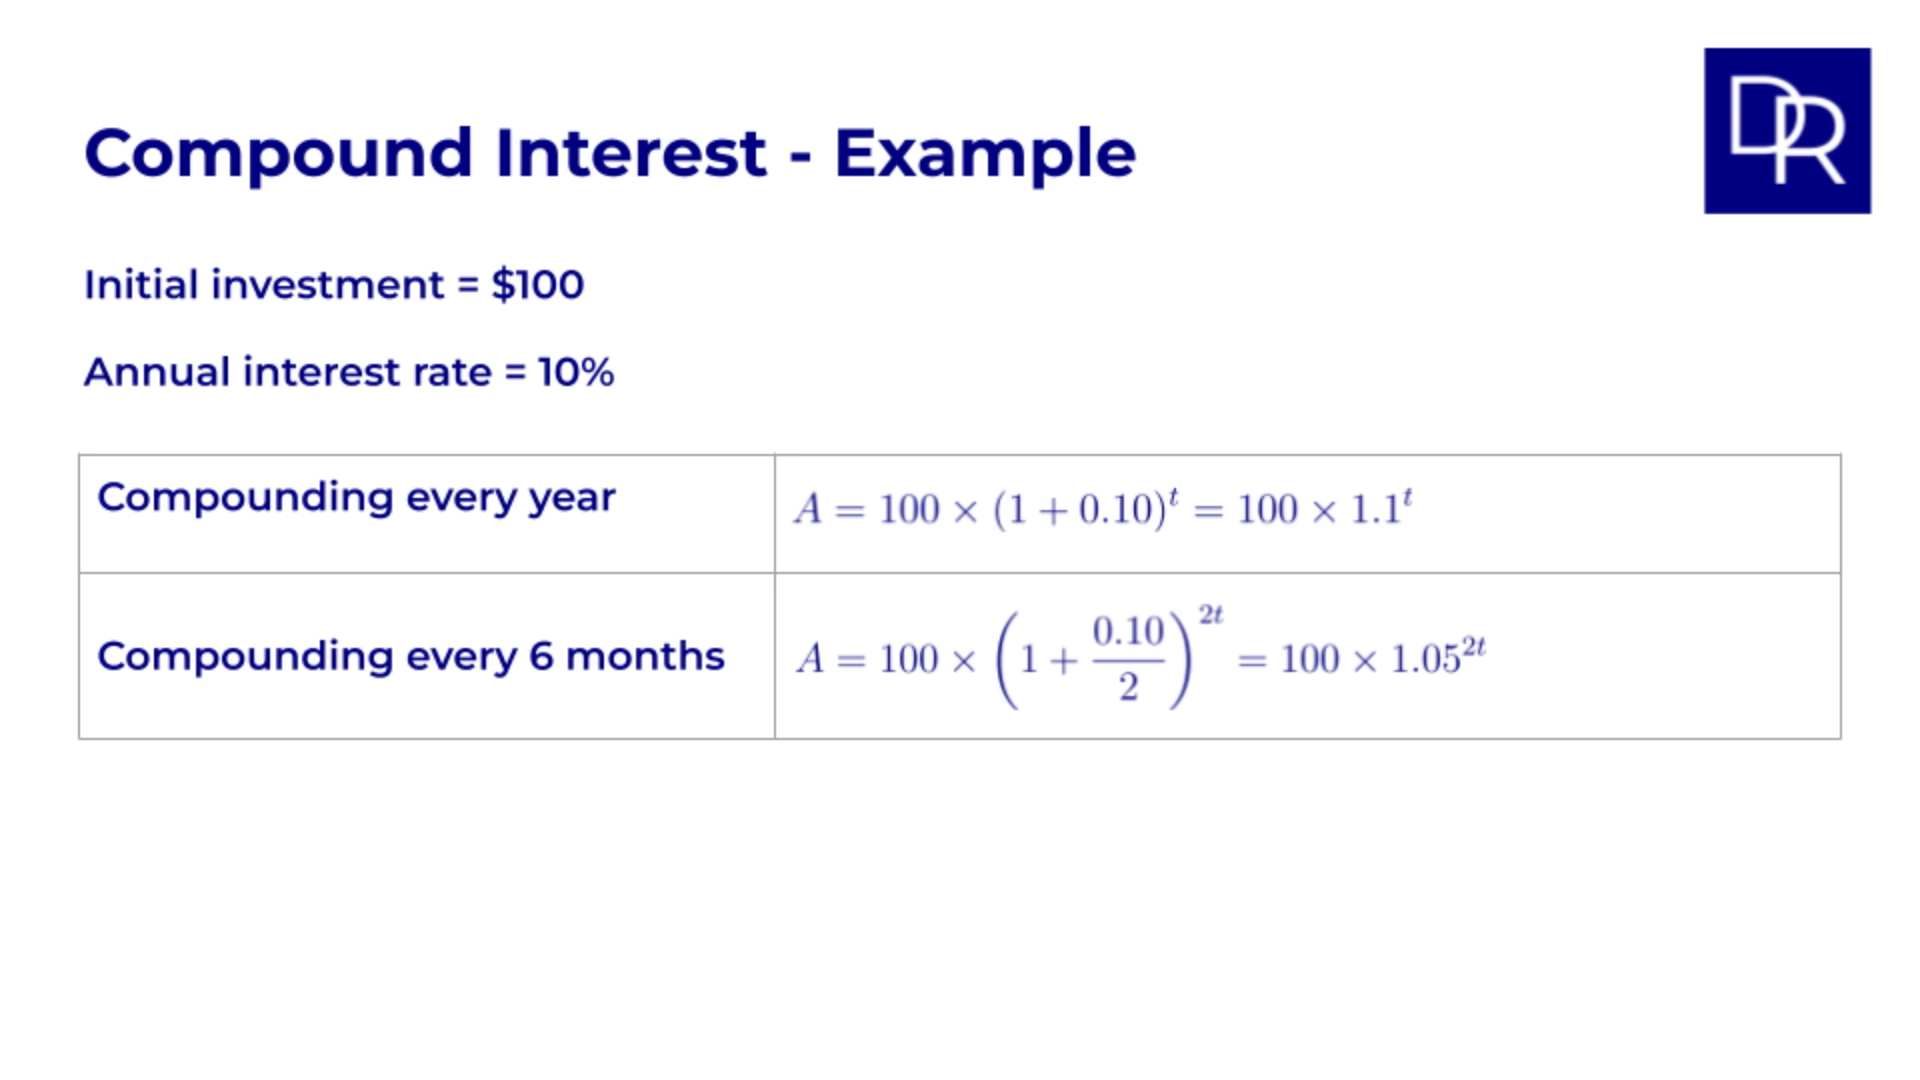 DR
Compound Interest - Example
Initial investment = $100
Annual interest rate = 10%
Compounding every year
A = 100 × (1 + 0.10)^t = 100 × 1.1^t
Compounding every 6 months
A = 100 × (1 + 0.10/2)^2t = 100 × 1.05^2t